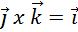 j⃗ x k⃗ = i⃗